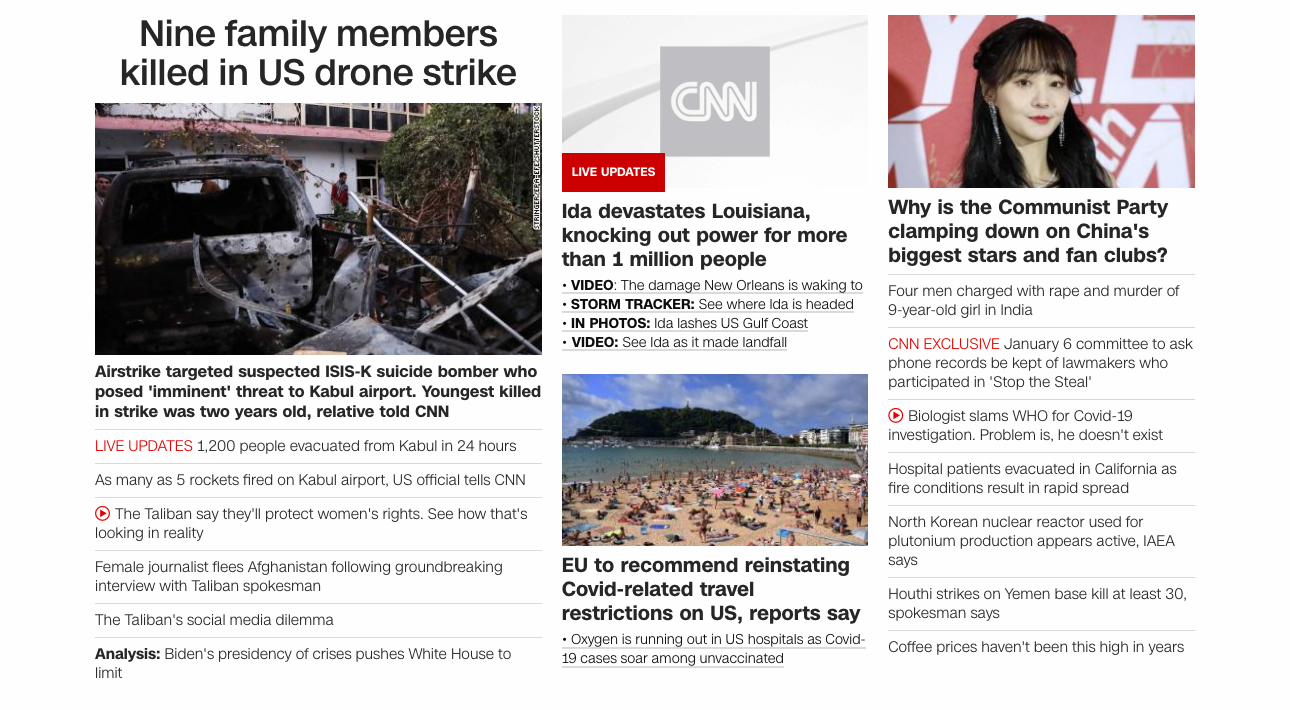 Nine family members
killed in US drone strike
STRINGER/EPA-EFE/SHUTTERSTOCK
Airstrike targeted suspected ISIS-K suicide bomber who
posed 'imminent' threat to Kabul airport. Youngest killed
in strike was two years old, relative told CNN
LIVE UPDATES 1,200 people evacuated from Kabul in 24 hours
As many as 5 rockets fired on Kabul airport, US official tells CNN
The Taliban say they'll protect women's rights. See how that's
looking in reality
Female journalist flees Afghanistan following groundbreaking
interview with Taliban spokesman
The Taliban's social media dilemma
Analysis: Biden's presidency of crises pushes White House to
limit
CNN
LIVE UPDATES
Ida devastates Louisiana,
knocking out power for more
than 1 million people
• VIDEO: The damage New Orleans is waking to
• STORM TRACKER: See where Ida is headed
• IN PHOTOS: Ida lashes US Gulf Coast
• VIDEO: See Ida as it made landfall
EU to recommend reinstating
Covid-related travel
restrictions on US, reports say
• Oxygen is running out in US hospitals as Covid-
19 cases soar among unvaccinated
Why is the Communist Party
clamping down on China's
biggest stars and fan clubs?
Four men charged with rape and murder of
9-year-old girl in India
CNN EXCLUSIVE January 6 committee to ask
phone records be kept of lawmakers who
participated in 'Stop the Steal'
Biologist slams WHO for Covid-19
investigation. Problem is, he doesn't exist
Hospital patients evacuated in California as
fire conditions result in rapid spread
North Korean nuclear reactor used for
plutonium production appears active, IAEA
says
Houthi strikes on Yemen base kill at least 30,
spokesman says
Coffee prices haven't been this high in years